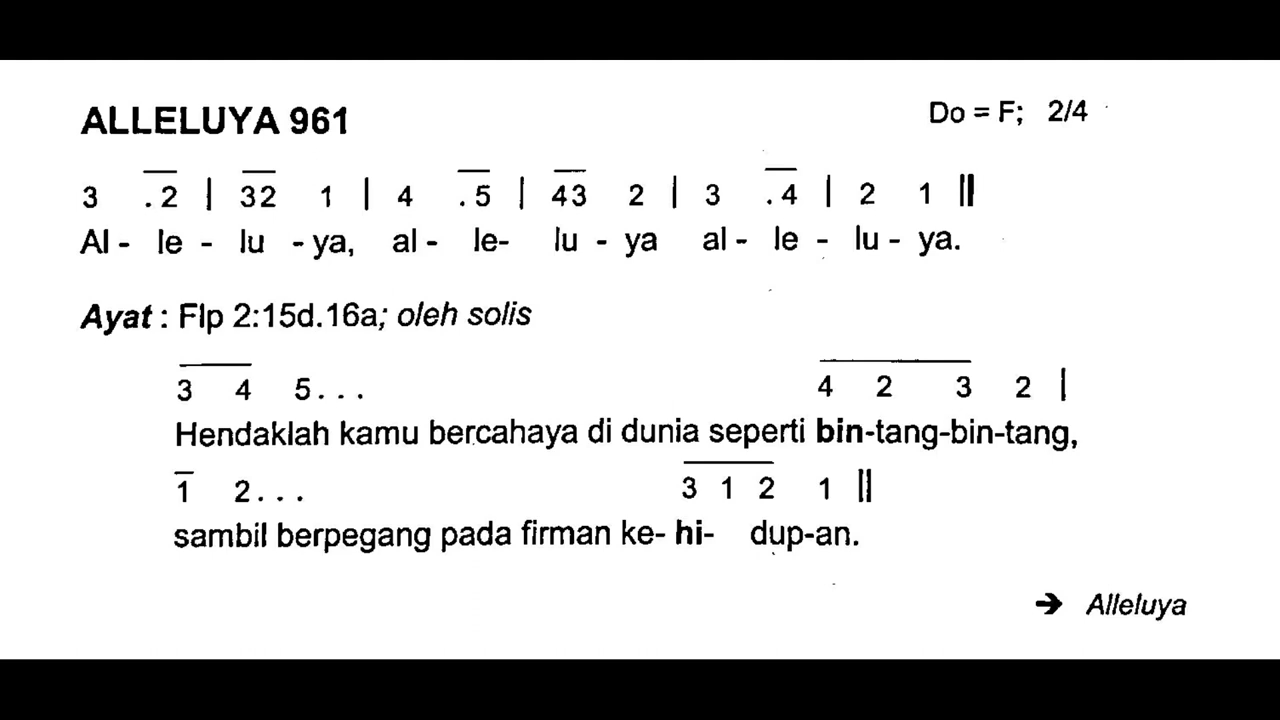 ALLELUYA 961 Do = F; 2/4
3 .2 | 32 1 | 4 .5 | 43 2 | 3 .4 | 2 1 ||
Al - le - lu - ya, al - le- lu - ya al - le - lu - ya.
Ayat : Flp 2:15d.16a; oleh solis
3 4 5... 4 2 3 2 |
Hendaklah kamu bercahaya di dunia seperti bin-tang-bin-tang,
1 2... 3 1 2 1 ||
sambil berpegang pada firman ke- hi- dup-an.
→ Alleluya